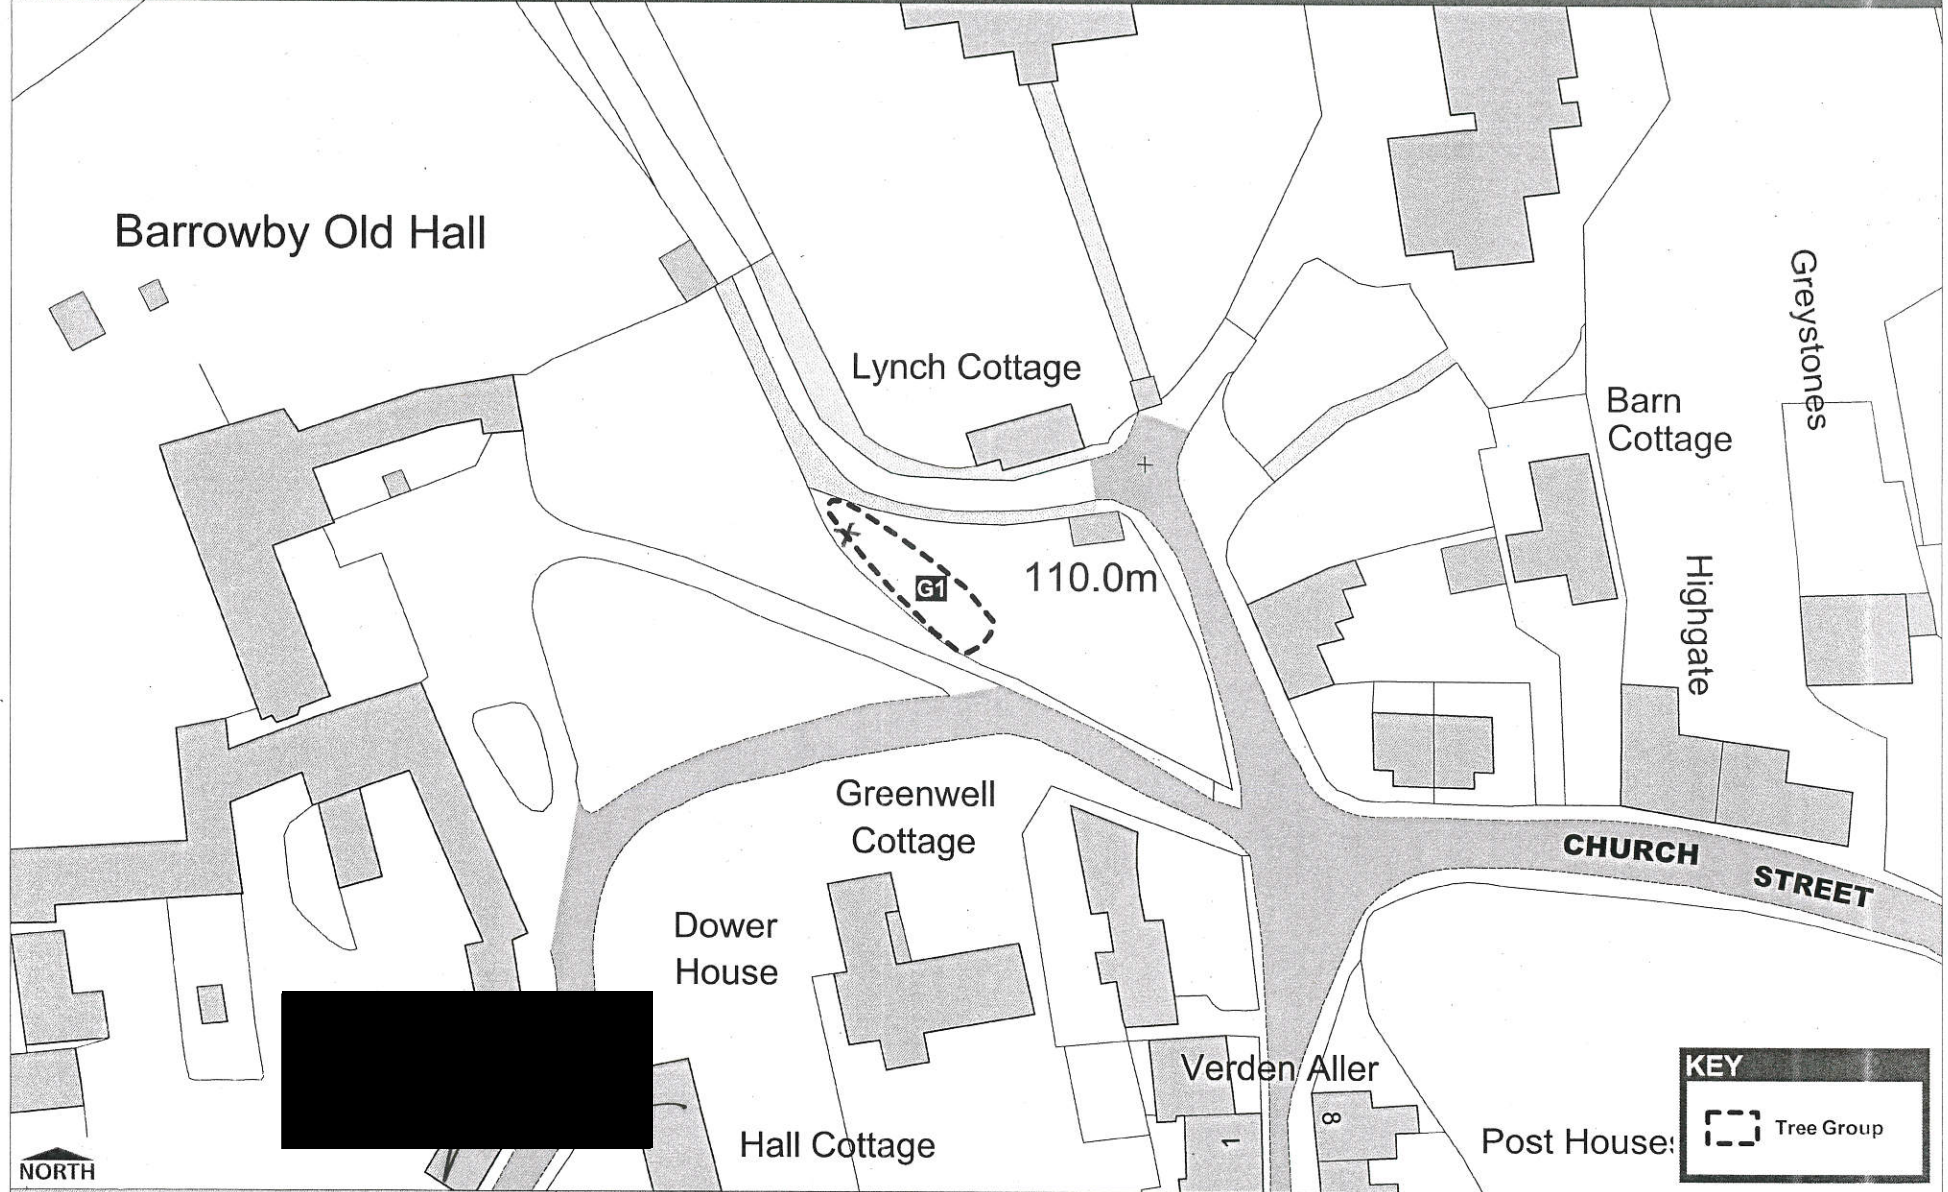 Barrowby Old Hall
Lynch Cottage
Greystones
Barn
Cottage
G1
110.0m
Highgate
Greenwell
Cottage
CHURCH
STREET
Dower
House
Verden Aller
KEY
Tree Group
8
1
Hall Cottage
Post House
NORTH